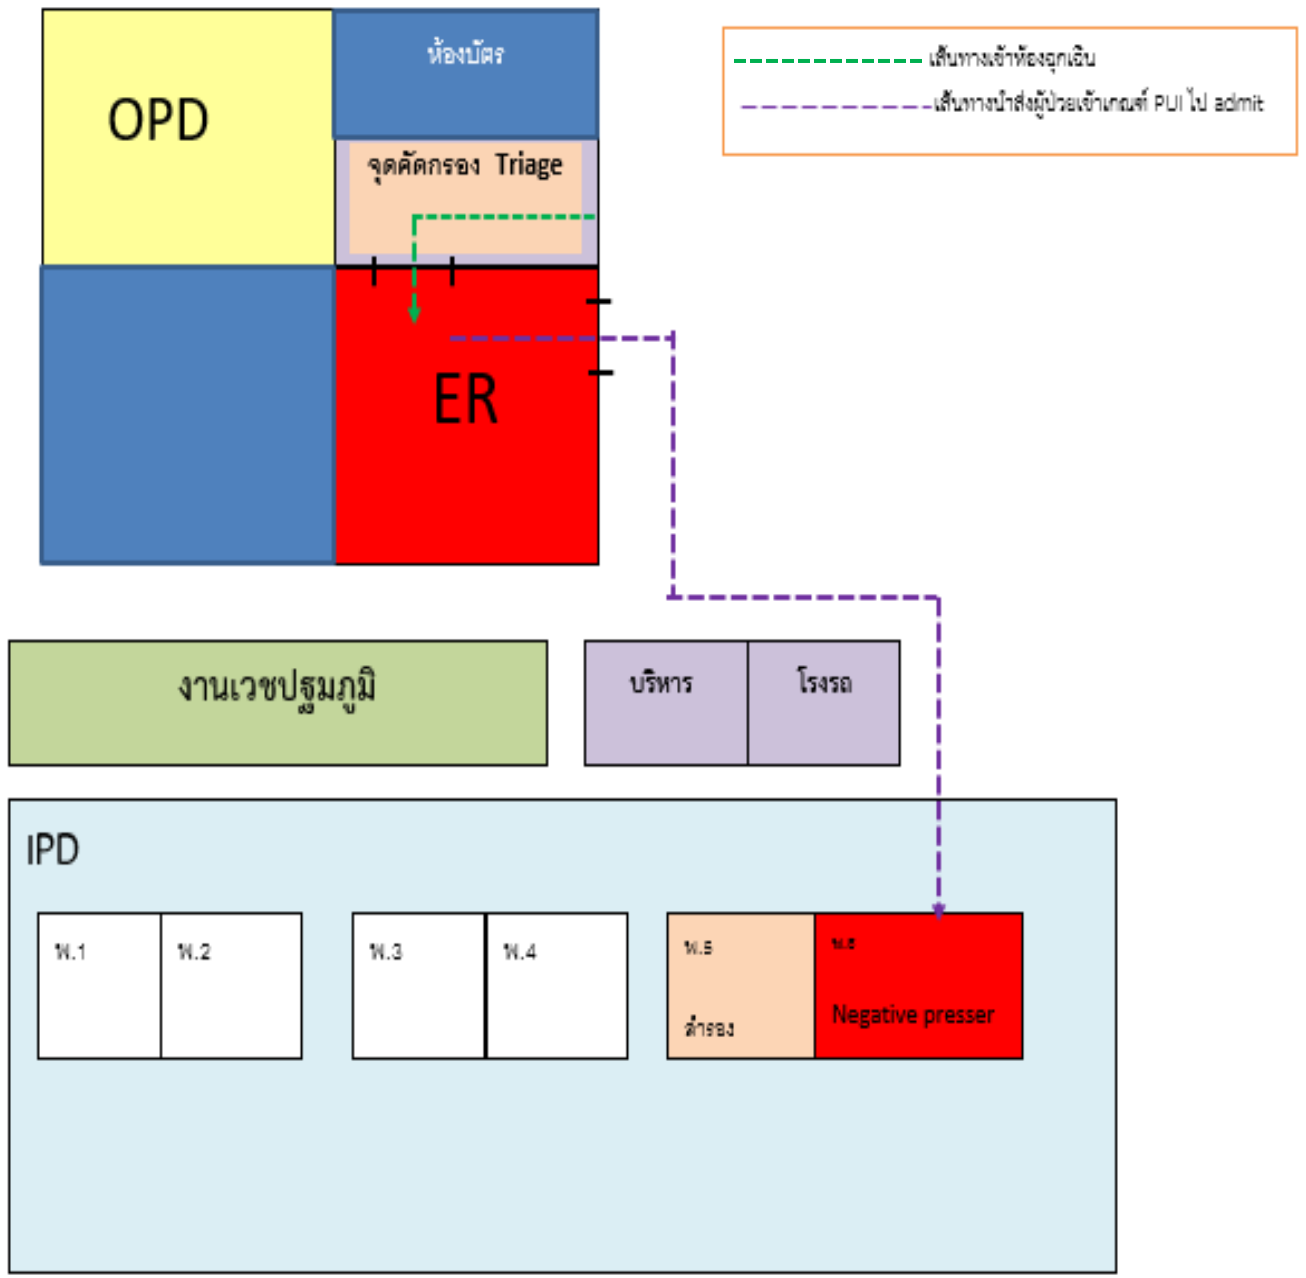 ห้องบัตร
OPD
จุดคัดกรอง Triage
เส้นทางเข้าห้องฉุกเฉิน
เส้นทางนำส่งผู้ป่วยเข้าเกณฑ์ PUI ไป admit
ER
งานเวชปฐมภูมิ
บริหาร
โรงรถ
IPD
พ.1
พ.2
พ.3
พ.4
พ.5
สำรอง
พ.6
Negative presser